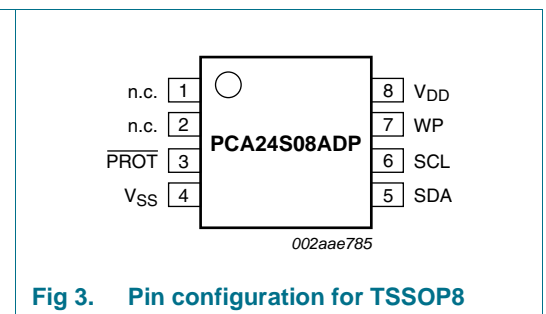 n.c. 1 8 VDD
n.c. 2 7 WP
PCA24S08ADP
PROT 3 6 SCL
VSS 4 5 SDA
002aae785
Fig 3. Pin configuration for TSSOP8